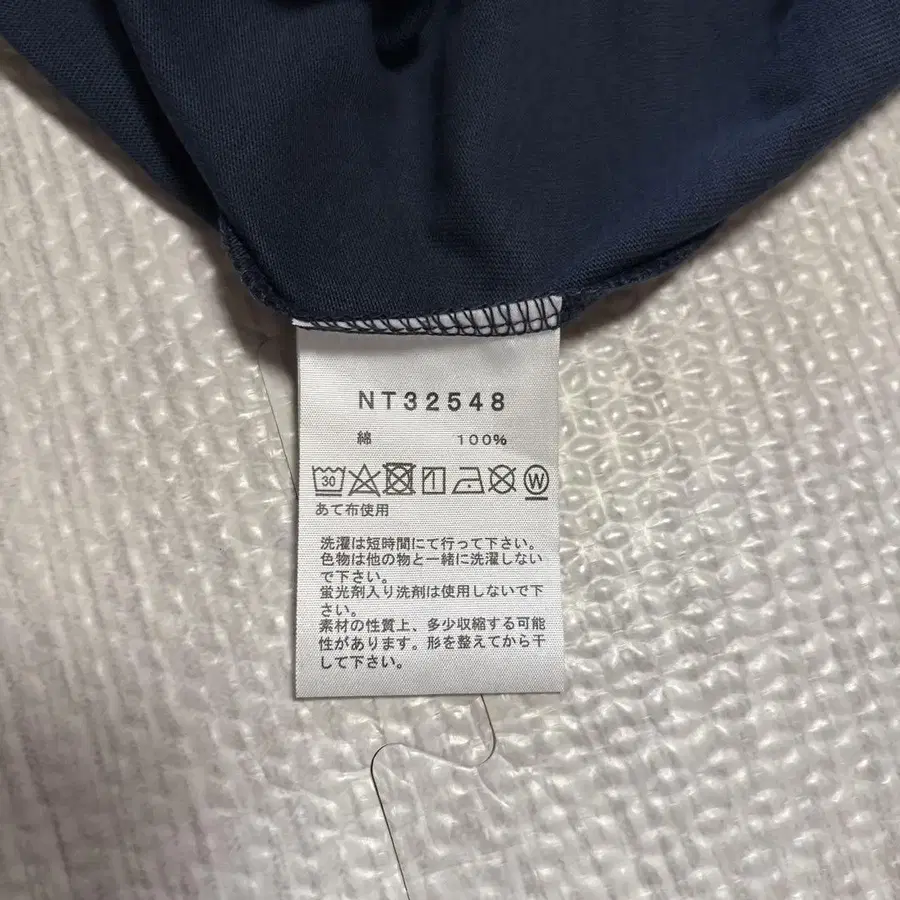 NT32548
綿 100%
30 W
あて布使用
洗濯は短時間にて行って下さい。
色物は他の物と一緒に洗濯しない
で下さい。
蛍光剤入り洗剤は使用しないで下
さい。
素材の性質上、多少収縮する可能
性があります。形を整えてから干
して下さい。